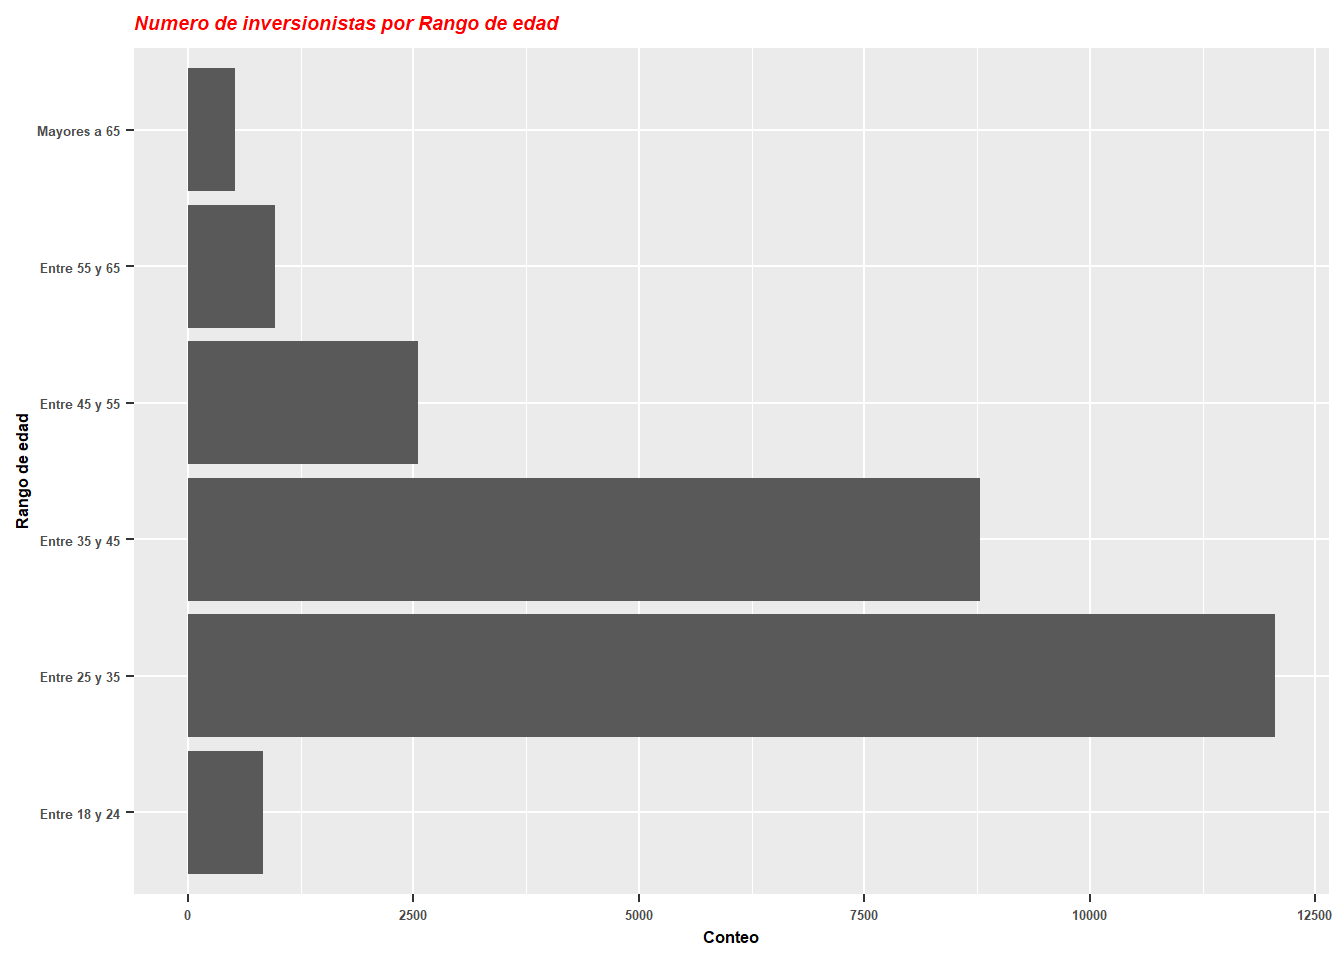 Numero de inversionistas por Rango de edad
Rango de edad
Mayores a 65
Entre 55 y 65
Entre 45 y 55
Entre 35 y 45
Entre 25 y 35
Entre 18 y 24
0 2500 5000 7500 10000 12500
Conteo